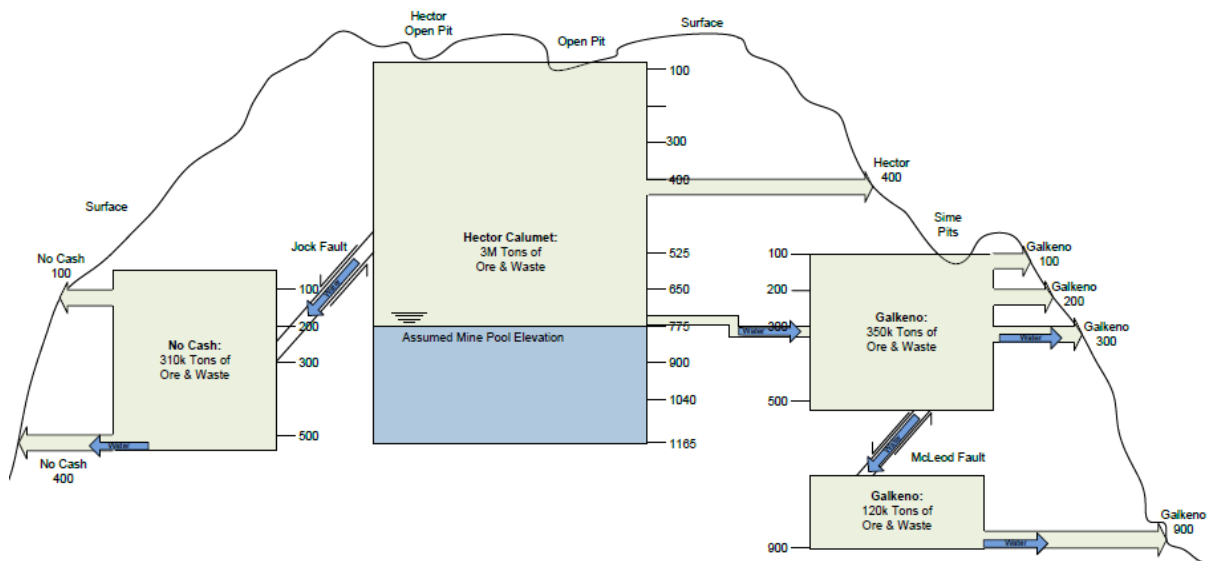 Hector
Open Pit
Open Pit
Surface
Surface
No Cash
100
No Cash
400
100
200
300
500
No Cash:
310k Tons of
Ore & Waste
Water
Jock Fault
Water
Hector Calumet:
3M Tons of
Ore & Waste
Assumed Mine Pool Elevation
100
300
400
525
650
775
900
1040
1165
Hector
400
Water
Sime
Pits
100
200
300
500
Galkeno:
350k Tons of
Ore & Waste
Galkeno
100
Galkeno
200
Galkeno
300
Water
Water
McLeod Fault
Galkeno:
120k Tons of
Ore & Waste
900
Water
Galkeno
900